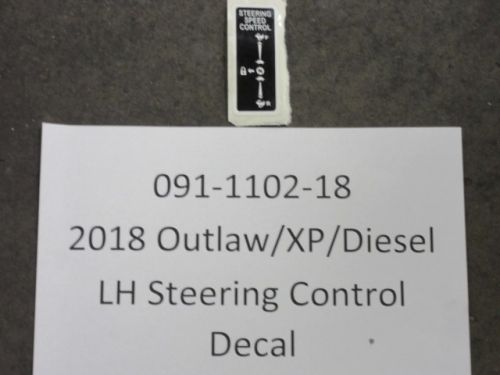 STEERING
SPEED
CONTROL
F
N
R
091-1102-18
2018 Outlaw/XP/Diesel
LH Steering Control
Decal